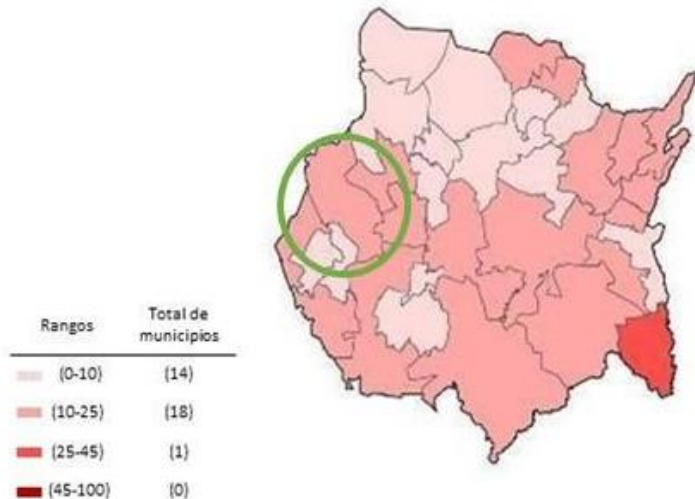 Rangos Total de municipios
(0-10) (14)
(10-25) (18)
(25-45) (1)
(45-100) (0)